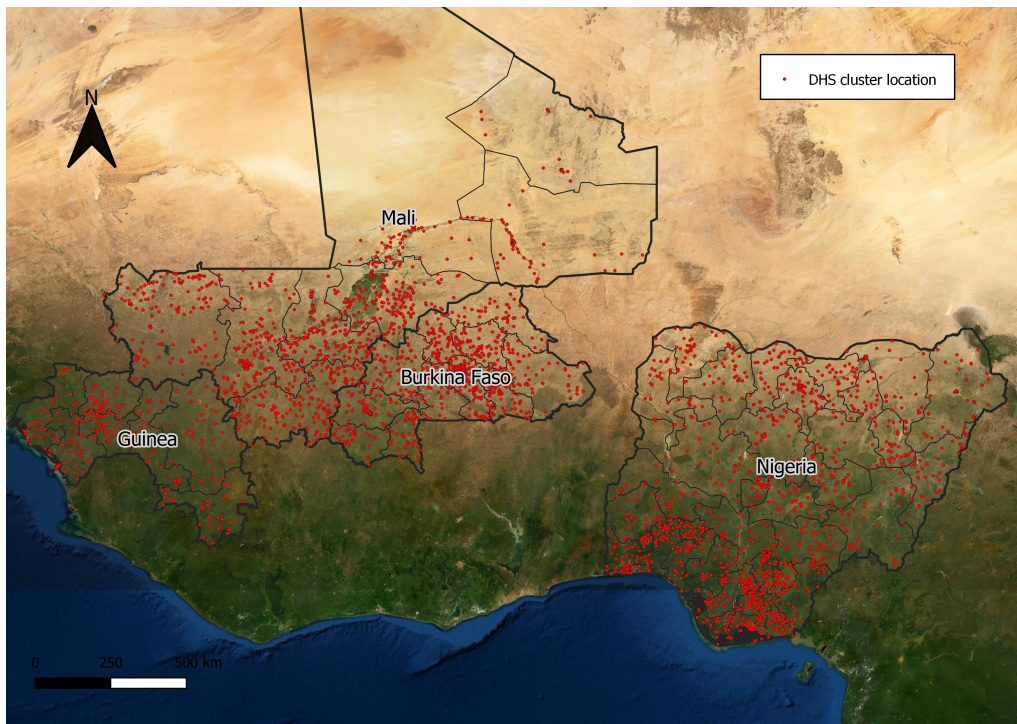 DHS cluster location
N
Mali
Burkina Faso
Guinea
Nigeria
0 250 500 km